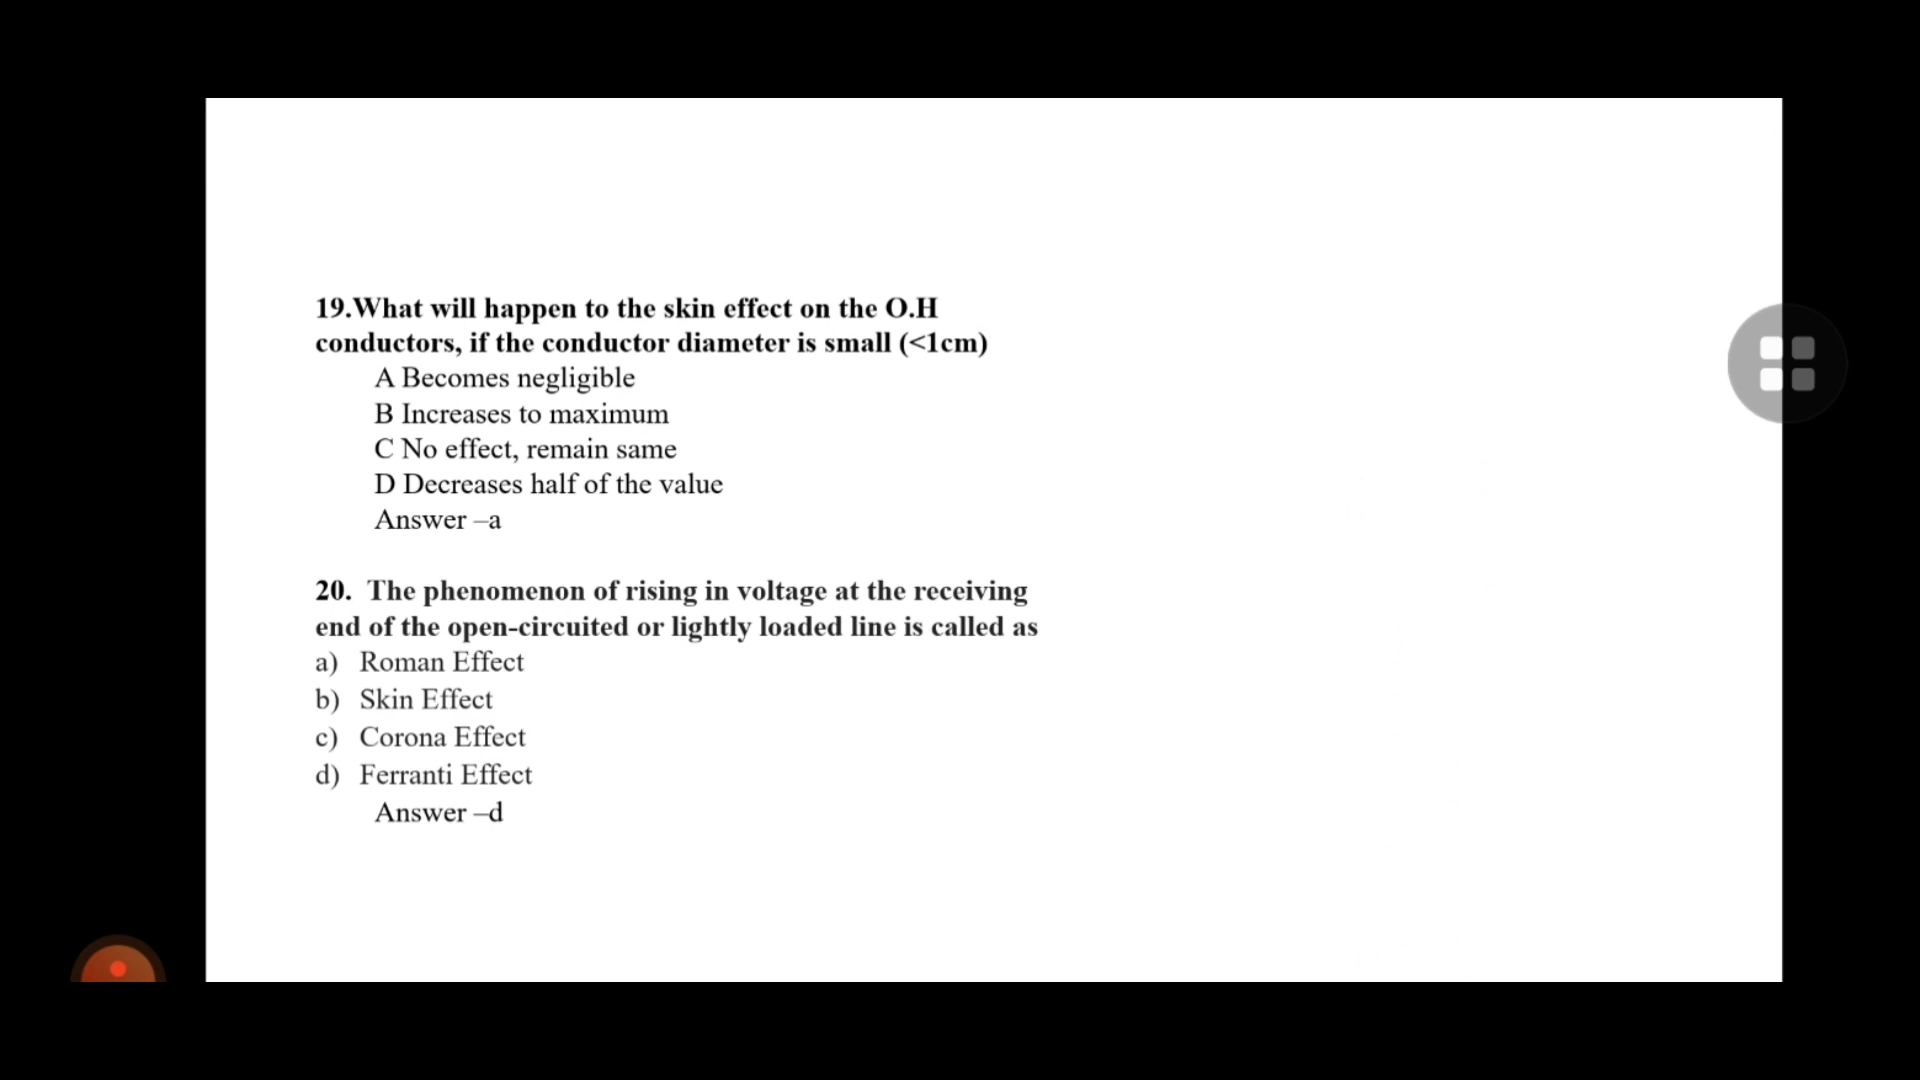 19.What will happen to the skin effect on the O.H
conductors, if the conductor diameter is small (<1cm)
A Becomes negligible
B Increases to maximum
C No effect, remain same
D Decreases half of the value
Answer –a
20. The phenomenon of rising in voltage at the receiving
end of the open-circuited or lightly loaded line is called as
a) Roman Effect
b) Skin Effect
c) Corona Effect
d) Ferranti Effect
Answer –d